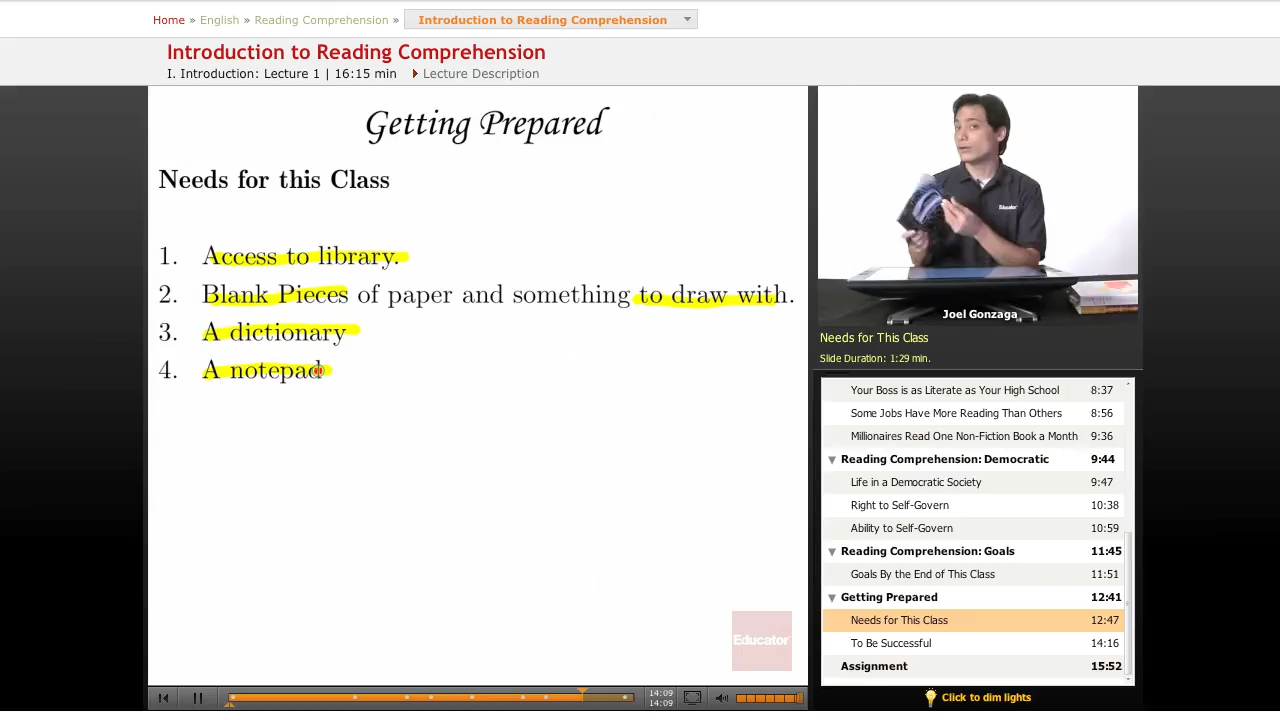 Home » English » Reading Comprehension » Introduction to Reading Comprehension
Introduction to Reading Comprehension
I. Introduction: Lecture 1 | 16:15 min Lecture Description
Getting Prepared
Needs for this Class
1. Access to library.
2. Blank Pieces of paper and something to draw with.
3. A dictionary
4. A notepad
Educator
14:09
14:09
Educator
Joel Gonzaga
Needs for This Class
Slide Duration: 1:29 min.
Your Boss is as Literate as Your High School 8:37
Some Jobs Have More Reading Than Others 8:56
Millionaires Read One Non-Fiction Book a Month 9:36
Reading Comprehension: Democratic 9:44
Life in a Democratic Society 9:47
Right to Self-Govern 10:38
Ability to Self-Govern 10:59
Reading Comprehension: Goals 11:45
Goals By the End of This Class 11:51
Getting Prepared 12:41
Needs for This Class 12:47
To Be Successful 14:16
Assignment 15:52
Click to dim lights